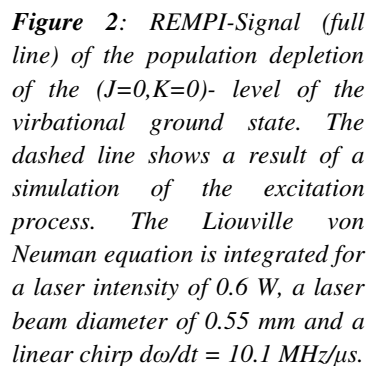 Figure 2: REMPI-Signal (full
line) of the population depletion
of the (J=0,K=0)- level of the
virbational ground state. The
dashed line shows a result of a
simulation of the excitation
process. The Liouville von
Neuman equation is integrated for
a laser intensity of 0.6 W, a laser
beam diameter of 0.55 mm and a
linear chirp dω/dt = 10.1 MHz/μs.